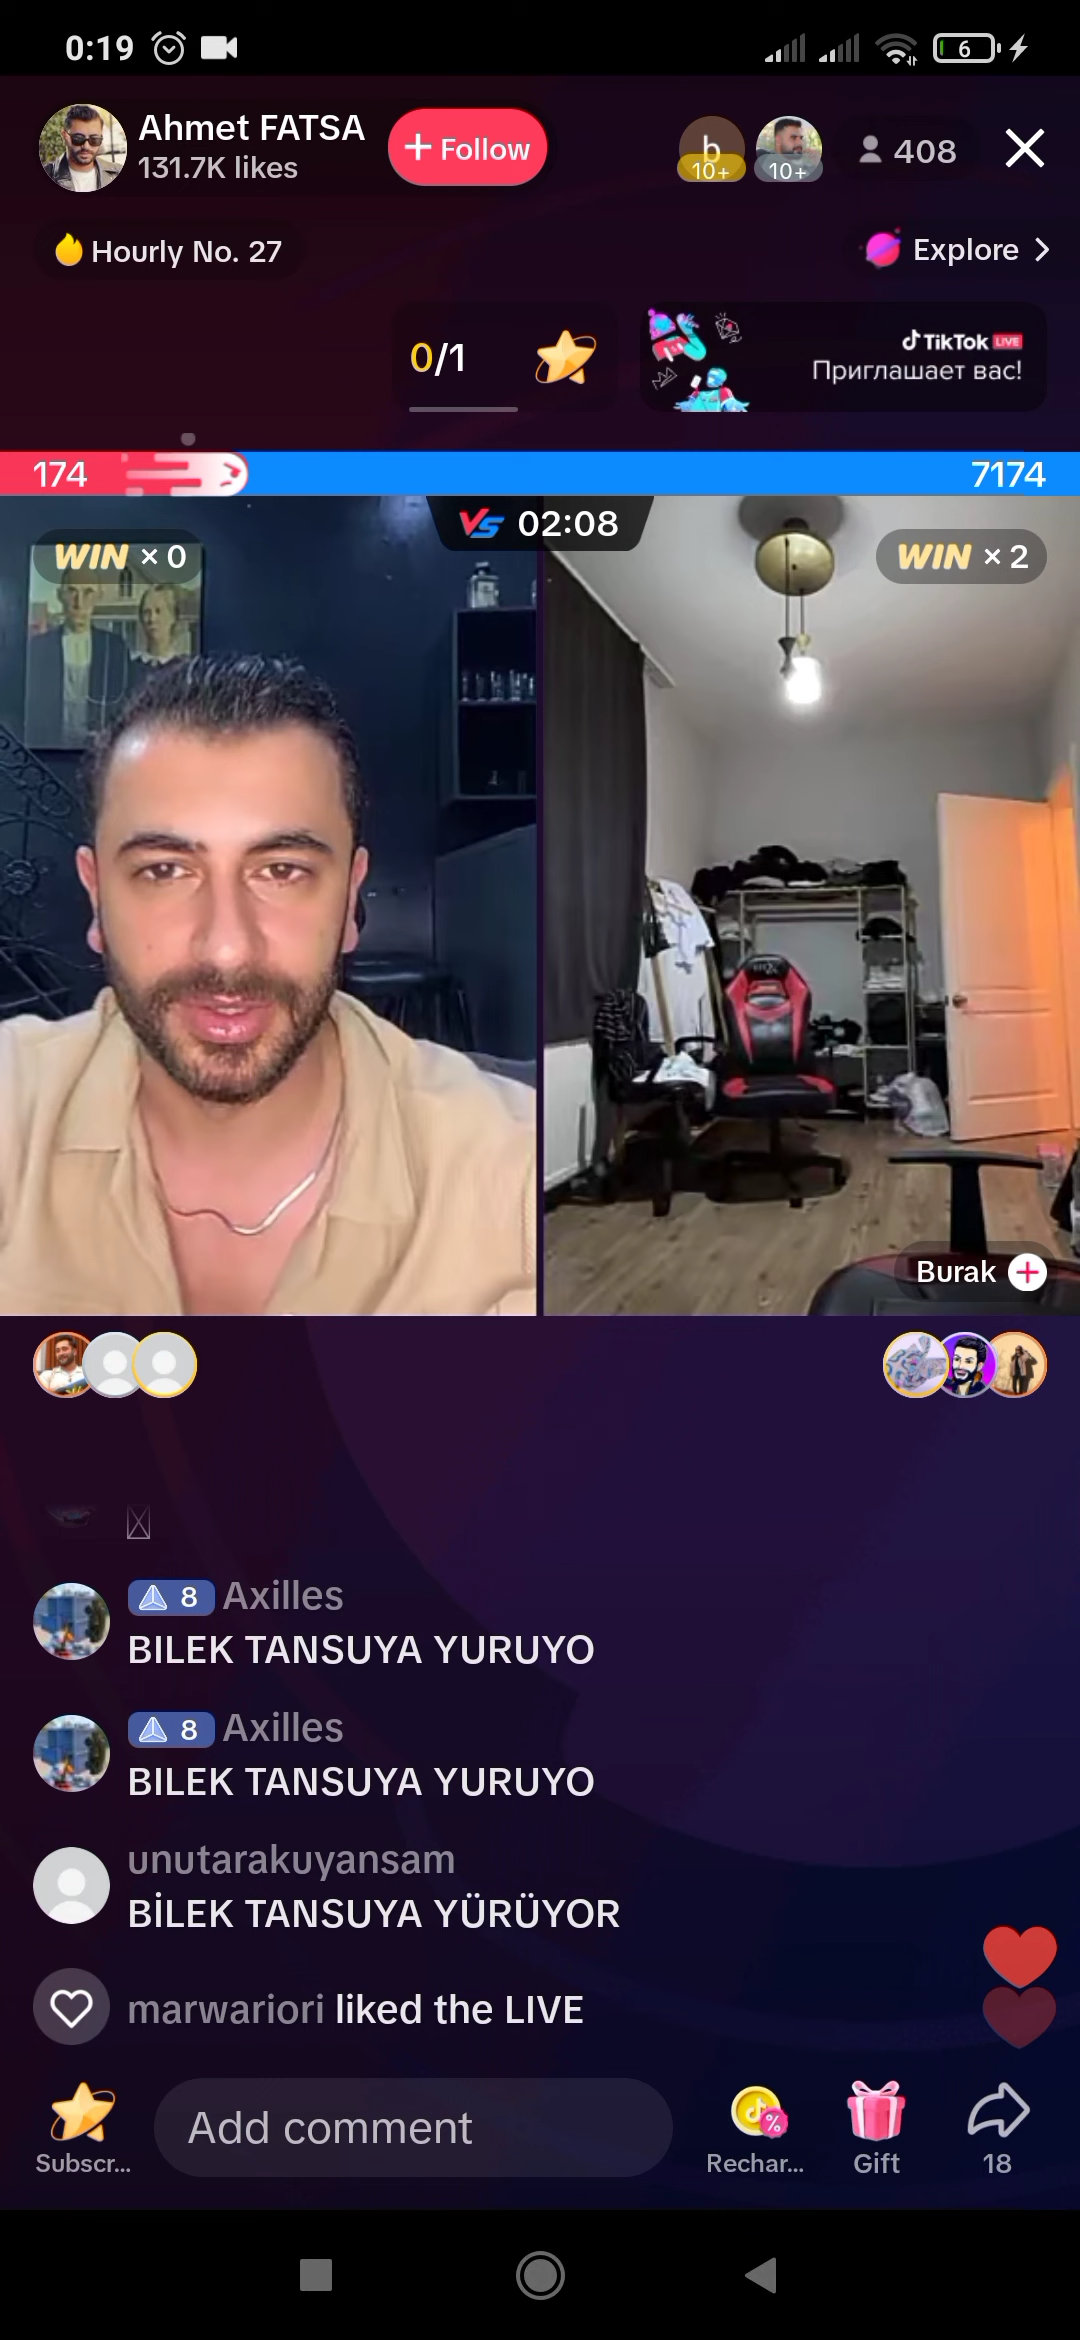 0:19
6
Ahmet FATSA
131.7K likes
+ Follow
b
10+
10+
408
Hourly No. 27
Explore >
0/1
TikTok LIVE
Приглашает вас!
174
7174
VS 02:08
WIN × 0
WIN × 2
Burak
8 Axilles
BILEK TANSUYA YURUYO
8 Axilles
BILEK TANSUYA YURUYO
unutarakuyansam
BİLEK TANSUYA YÜRÜYOR
marwariori liked the LIVE
Add comment
Subscr...
Rechar...
Gift
18